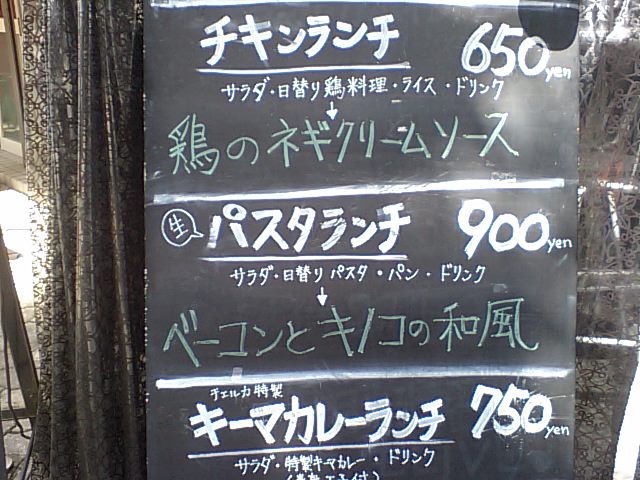 チキンランチ 650yen
サラダ・日替り鶏料理・ライス・ドリンク
鶏のネギクリームソース
生 パスタランチ 900yen
サラダ・日替りパスタ・パン・ドリンク
ベーコンとキノコの和風
チェルカ特製
キーマカレーランチ 750yen
サラダ・特製キーマカレー・ドリンク